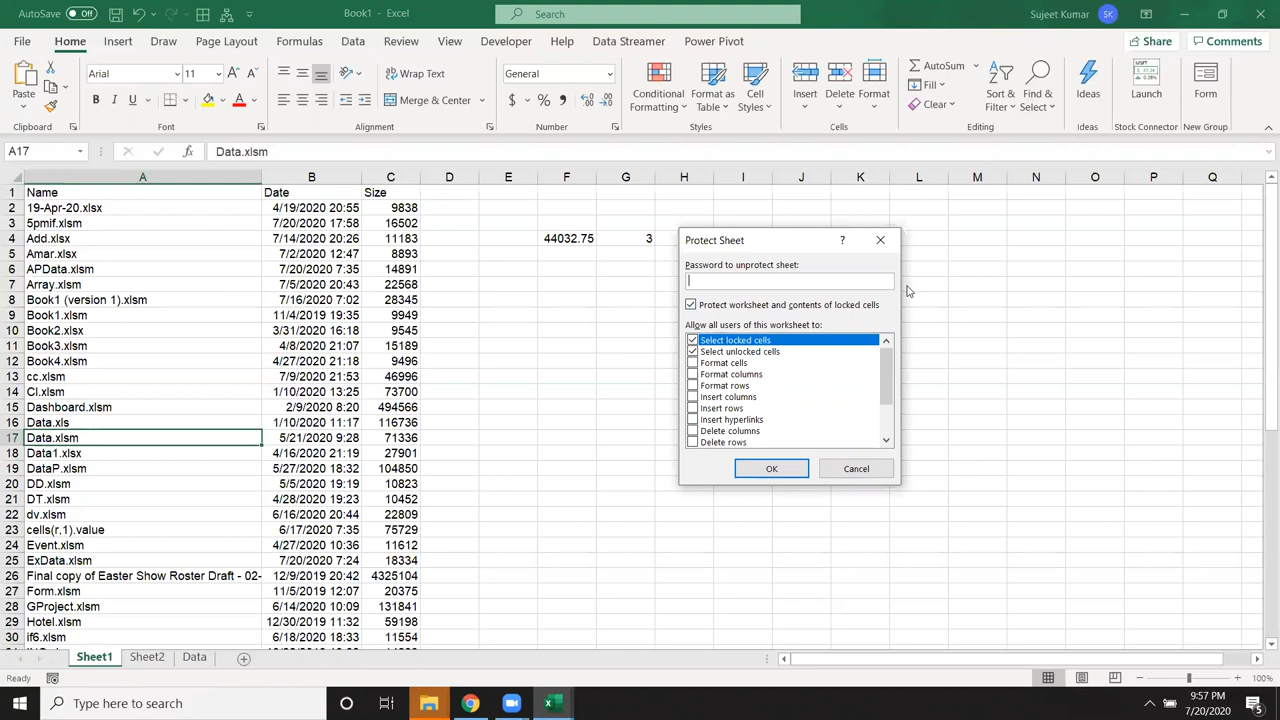 AutoSave Off Book1 - Excel Search Sujeet Kumar SK
File Home Insert Draw Page Layout Formulas Data Review View Developer Help Data Streamer Power Pivot Share Comments
Paste Arial 11 Wrap Text General AutoSum
B I U Merge & Center $ % Conditional Formatting Format as Table Cell Styles Insert Delete Format Fill Clear Sort & Filter Find & Select Ideas Launch Form
Clipboard Font Alignment Number Styles Cells Editing Ideas Stock Connector New Group
A17 fx Data.xlsm
A B C D E F G H I J K L M N O P Q
1 Name Date Size
2 19-Apr-20.xlsx 4/19/2020 20:55 9838
3 5pmif.xlsm 7/20/2020 17:58 16502
4 Add.xlsx 7/14/2020 20:26 11183 44032.75 3
5 Amar.xlsx 7/2/2020 12:47 8893
6 APData.xlsm 7/20/2020 7:35 14891
7 Array.xlsm 7/5/2020 20:43 22568
8 Book1 (version 1).xlsm 7/16/2020 7:02 28345
9 Book1.xlsm 11/4/2019 19:35 9949
10 Book2.xlsx 3/31/2020 16:18 9545
11 Book3.xlsm 4/8/2020 21:07 15189
12 Book4.xlsx 4/27/2020 21:18 9496
13 cc.xlsm 7/9/2020 21:53 46996
14 CI.xlsm 1/10/2020 13:25 73700
15 Dashboard.xlsm 2/9/2020 8:20 494566
16 Data.xls 1/10/2020 11:17 116736
17 Data.xlsm 5/21/2020 9:28 71336
18 Data1.xlsx 4/16/2020 21:19 27901
19 DataP.xlsm 5/27/2020 18:32 104850
20 DD.xlsm 5/5/2020 19:19 10823
21 DT.xlsm 4/28/2020 19:23 10452
22 dv.xlsm 6/16/2020 20:44 22809
23 cells(r,1).value 6/17/2020 7:35 75729
24 Event.xlsm 4/27/2020 10:36 11612
25 ExData.xlsm 7/20/2020 7:24 18334
26 Final copy of Easter Show Roster Draft - 02- 12/9/2019 20:42 4325104
27 Form.xlsm 11/5/2019 12:07 20375
28 GProject.xlsm 6/14/2020 10:09 131841
29 Hotel.xlsm 12/30/2019 11:32 59198
30 if6.xlsm 6/18/2020 18:33 11554
Protect Sheet ?
Password to unprotect sheet:
Protect worksheet and contents of locked cells
Allow all users of this worksheet to:
Select locked cells
Select unlocked cells
Format cells
Format columns
Format rows
Insert columns
Insert rows
Insert hyperlinks
Delete columns
Delete rows
OK Cancel
Sheet1 Sheet2 Data
Ready 100%
Type here to search 9:57 PM
7/20/2020